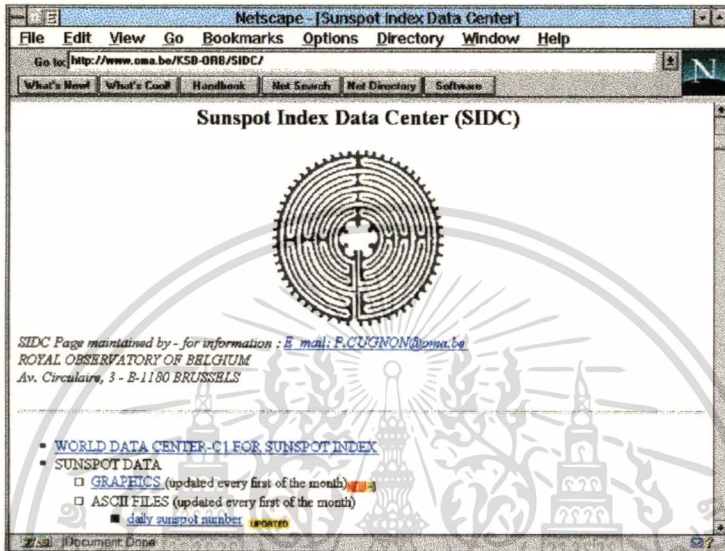 Netscape - [Sunspot Index Data Center]
File Edit View Go Bookmarks Options Directory Window Help
Go to: http://www.oma.be/KSB-ORB/SIDC/
What's New! What's Cool! Handbook Net Search Net Directory Software
N
Sunspot Index Data Center (SIDC)
SIDC Page maintained by - for information : E_mail: P.CUGNON@oma.be
ROYAL OBSERVATORY OF BELGIUM
Av. Circulaire, 3 - B-1180 BRUSSELS
WORLD DATA CENTER-C1 FOR SUNSPOT INDEX
SUNSPOT DATA
GRAPHICS (updated every first of the month)
ASCII FILES (updated every first of the month)
daily sunspot number UPDATED
Document: Done